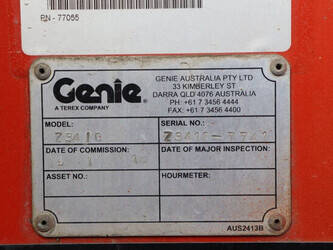 PN - 77055
Genie
A TEREX COMPANY
GENIE AUSTRALIA PTY LTD
33 KIMBERLEY ST
DARRA QLD 4076 AUSTRALIA
PH: +61 7 3456 4444
FAX: +61 7 3456 4400
MODEL:
SERIAL NO.:
DATE OF COMMISSION:
DATE OF MAJOR INSPECTION:
ASSET NO.:
HOURMETER:
AUS2413B